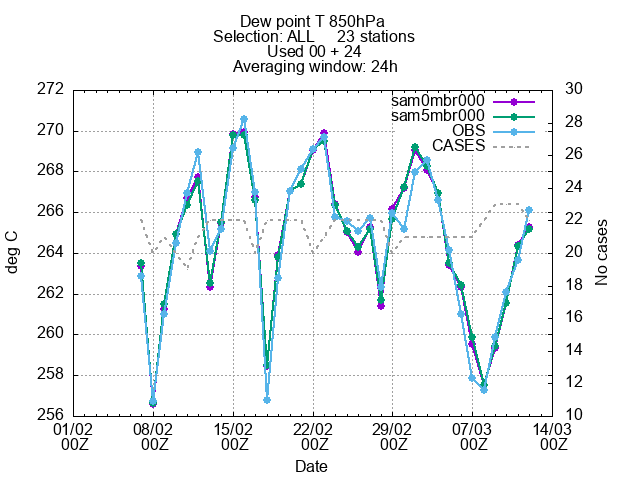 Dew point T 850hPa
Selection: ALL 23 stations
Used 00 + 24
Averaging window: 24h
272 30
sam0mbr000
sam5mbr000
OBS
CASES
270 28
268 26
266 24
264 22
262 20
260 18
258 16
256 14
12
10
deg C
No cases
01/02 08/02 15/02 22/02 29/02 07/03 14/03
00Z 00Z 00Z 00Z 00Z 00Z 00Z
Date